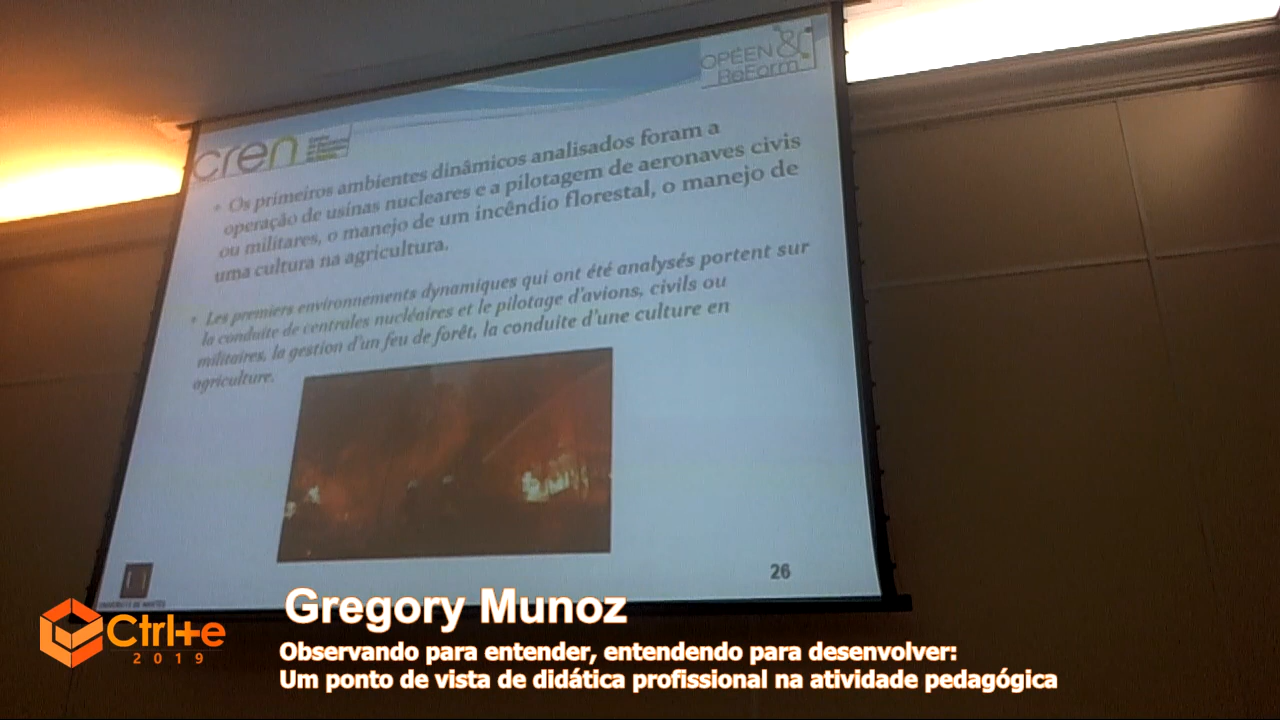 OPÉEN &
ReForm
cren
• Os primeiros ambientes dinâmicos analisados foram a
operação de usinas nucleares e a pilotagem de aeronaves civis
ou militares, o manejo de um incêndio florestal, o manejo de
uma cultura na agricultura.
• Les premiers environnements dynamiques qui ont été analysés portent sur
la conduite de centrales nucléaires et le pilotage d'avions, civils ou
militaires, la gestion d'un feu de forêt, la conduite d'une culture en
agriculture.
26
UNIVERSITÉ DE NANTES
Gregory Munoz
Ctrl+e
2019
Observando para entender, entendendo para desenvolver:
Um ponto de vista de didática profissional na atividade pedagógica